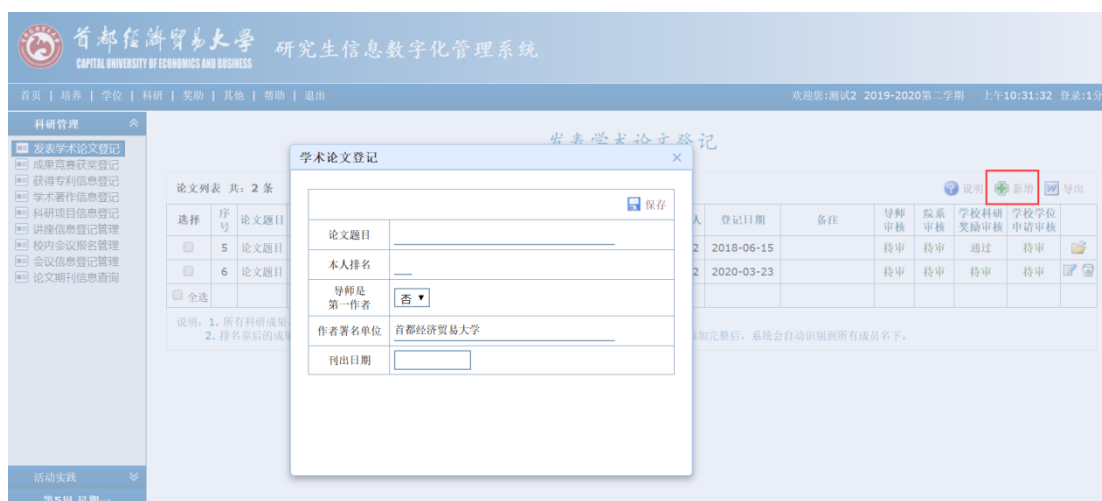 首都经济贸易大学 研究生信息数字化管理系统
CAPITAL UNIVERSITY OF ECONOMICS AND BUSINESS
首页 | 培养 | 学位 | 科研 | 奖助 | 其他 | 帮助 | 退出
欢迎您:测试2 2019-2020第二学期 上午10:31:32 登录:1分
科研管理
发表学术论文登记
成果竞赛获奖登记
获得专利信息登记
学术著作信息登记
科研项目信息登记
讲座信息登记管理
校内会议报名管理
会议信息登记管理
论文期刊信息查询
活动实践
第5周 星期一
发表学术论文登记
论文列表 共: 2 条
说明 新增 导出
选择 序号 论文题目 人 登记日期 备注 导师审核 院系审核 学校科研奖励审核 学校学位申请审核
5 论文题目 2 2018-06-15 待审 待审 通过 待审
6 论文题目 2 2020-03-23 待审 待审 待审 待审
全选
说明: 1. 所有科研成果
2. 排名靠后的成果 加完整后,系统会自动识别到所有成员名下。
学术论文登记 ×
保存
论文题目
本人排名
导师是
第一作者 否
作者署名单位 首都经济贸易大学
刊出日期